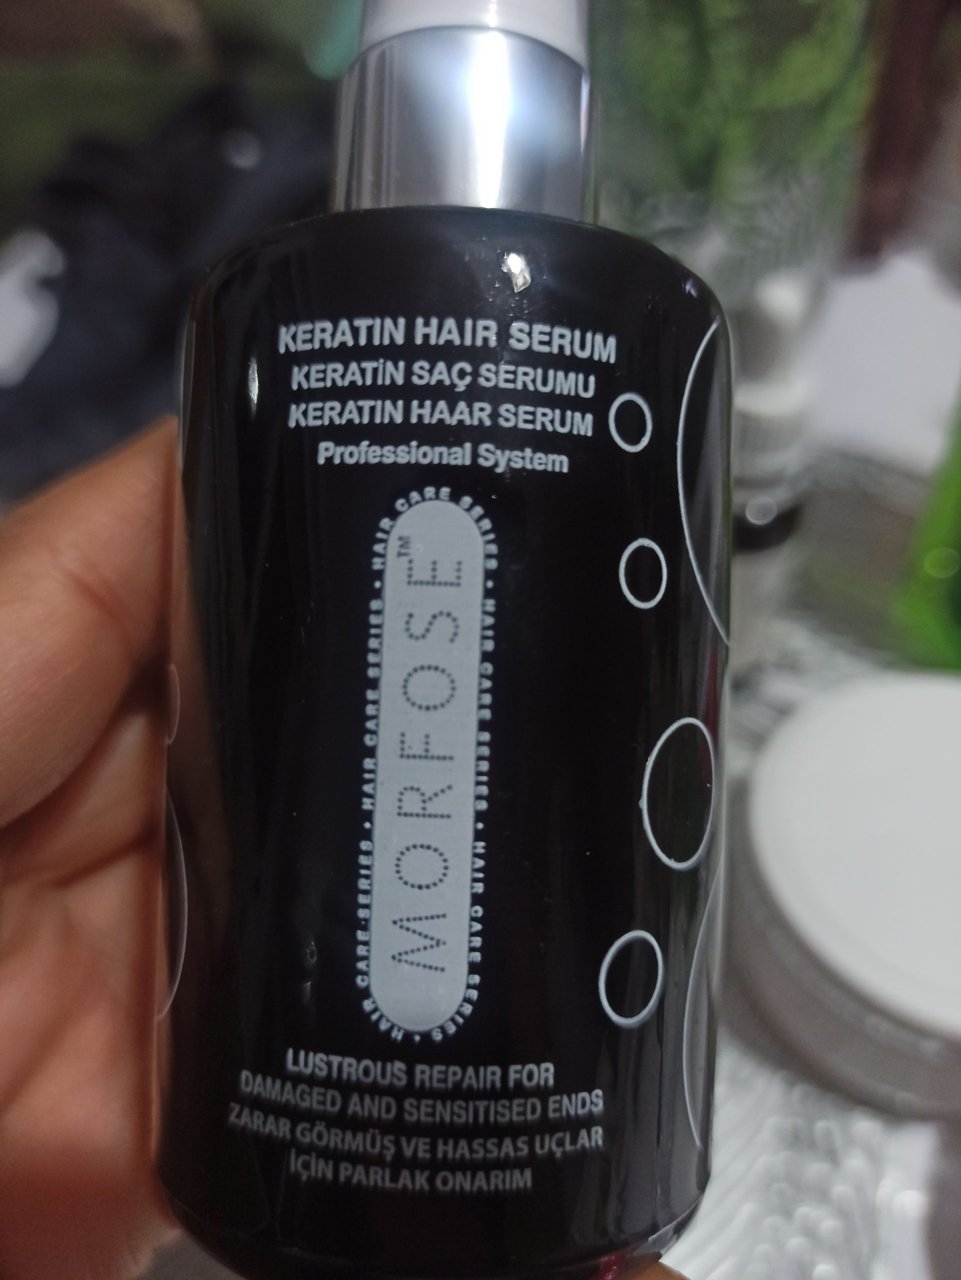 KERATIN HAIR SERUM
KERATİN SAÇ SERUMU
KERATIN HAAR SERUM
Professional System
HAIR CARE SERIES • HAIR CARE SERIES • HAIR CARE SERIES • HAIR CARE SERIES • HAIR CARE SERIES •
MORFOSE™
LUSTROUS REPAIR FOR
DAMAGED AND SENSITISED ENDS
ZARAR GÖRMÜŞ VE HASSAS UÇLAR
İÇİN PARLAK ONARIM